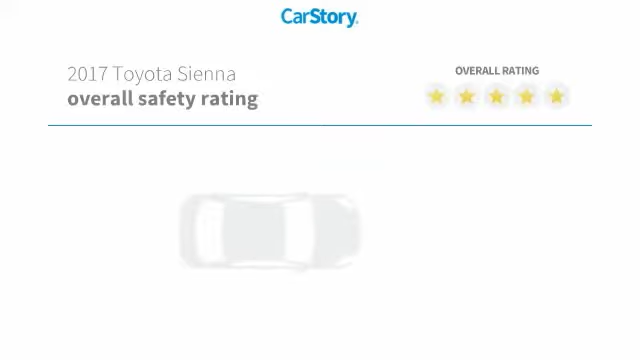 CarStory.
2017 Toyota Sienna
overall safety rating
OVERALL RATING